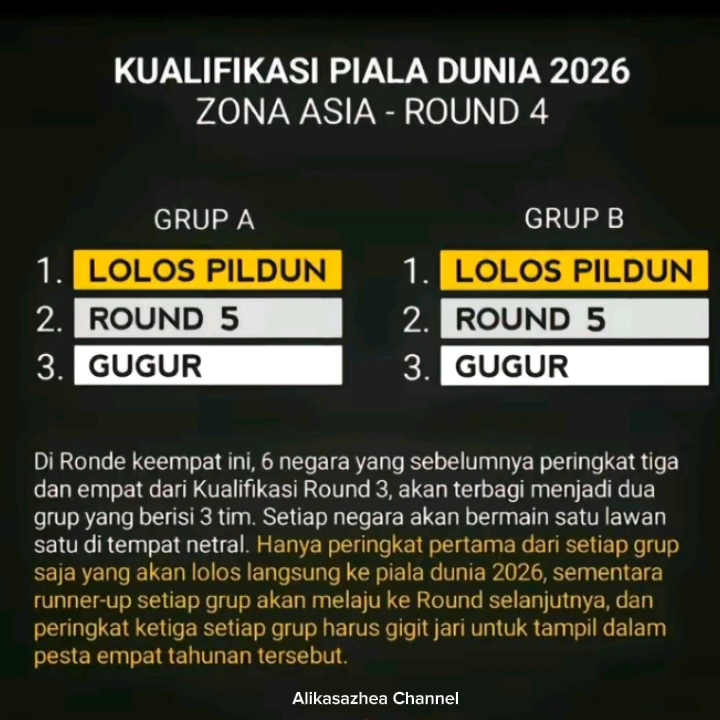 KUALIFIKASI PIALA DUNIA 2026
ZONA ASIA - ROUND 4
GRUP A
1. LOLOS PILDUN
2. ROUND 5
3. GUGUR
GRUP B
1. LOLOS PILDUN
2. ROUND 5
3. GUGUR
Di Ronde keempat ini, 6 negara yang sebelumnya peringkat tiga
dan empat dari Kualifikasi Round 3, akan terbagi menjadi dua
grup yang berisi 3 tim. Setiap negara akan bermain satu lawan
satu di tempat netral. Hanya peringkat pertama dari setiap grup
saja yang akan lolos langsung ke piala dunia 2026, sementara
runner-up setiap grup akan melaju ke Round selanjutnya, dan
peringkat ketiga setiap grup harus gigit jari untuk tampil dalam
pesta empat tahunan tersebut.
Alikasazhea Channel